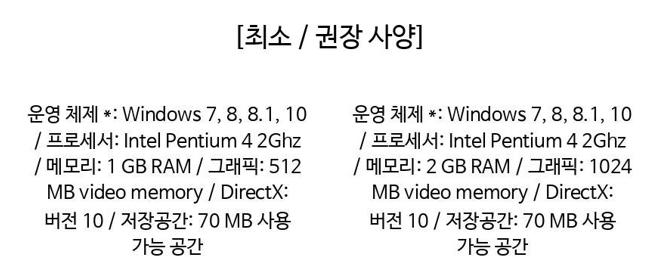 [최소 / 권장 사양]
운영 체제 *: Windows 7, 8, 8.1, 10
/ 프로세서: Intel Pentium 4 2Ghz
/ 메모리: 1 GB RAM / 그래픽: 512
MB video memory / DirectX:
버전 10 / 저장공간: 70 MB 사용
가능 공간
운영 체제 *: Windows 7, 8, 8.1, 10
/ 프로세서: Intel Pentium 4 2Ghz
/ 메모리: 2 GB RAM / 그래픽: 1024
MB video memory / DirectX:
버전 10 / 저장공간: 70 MB 사용
가능 공간